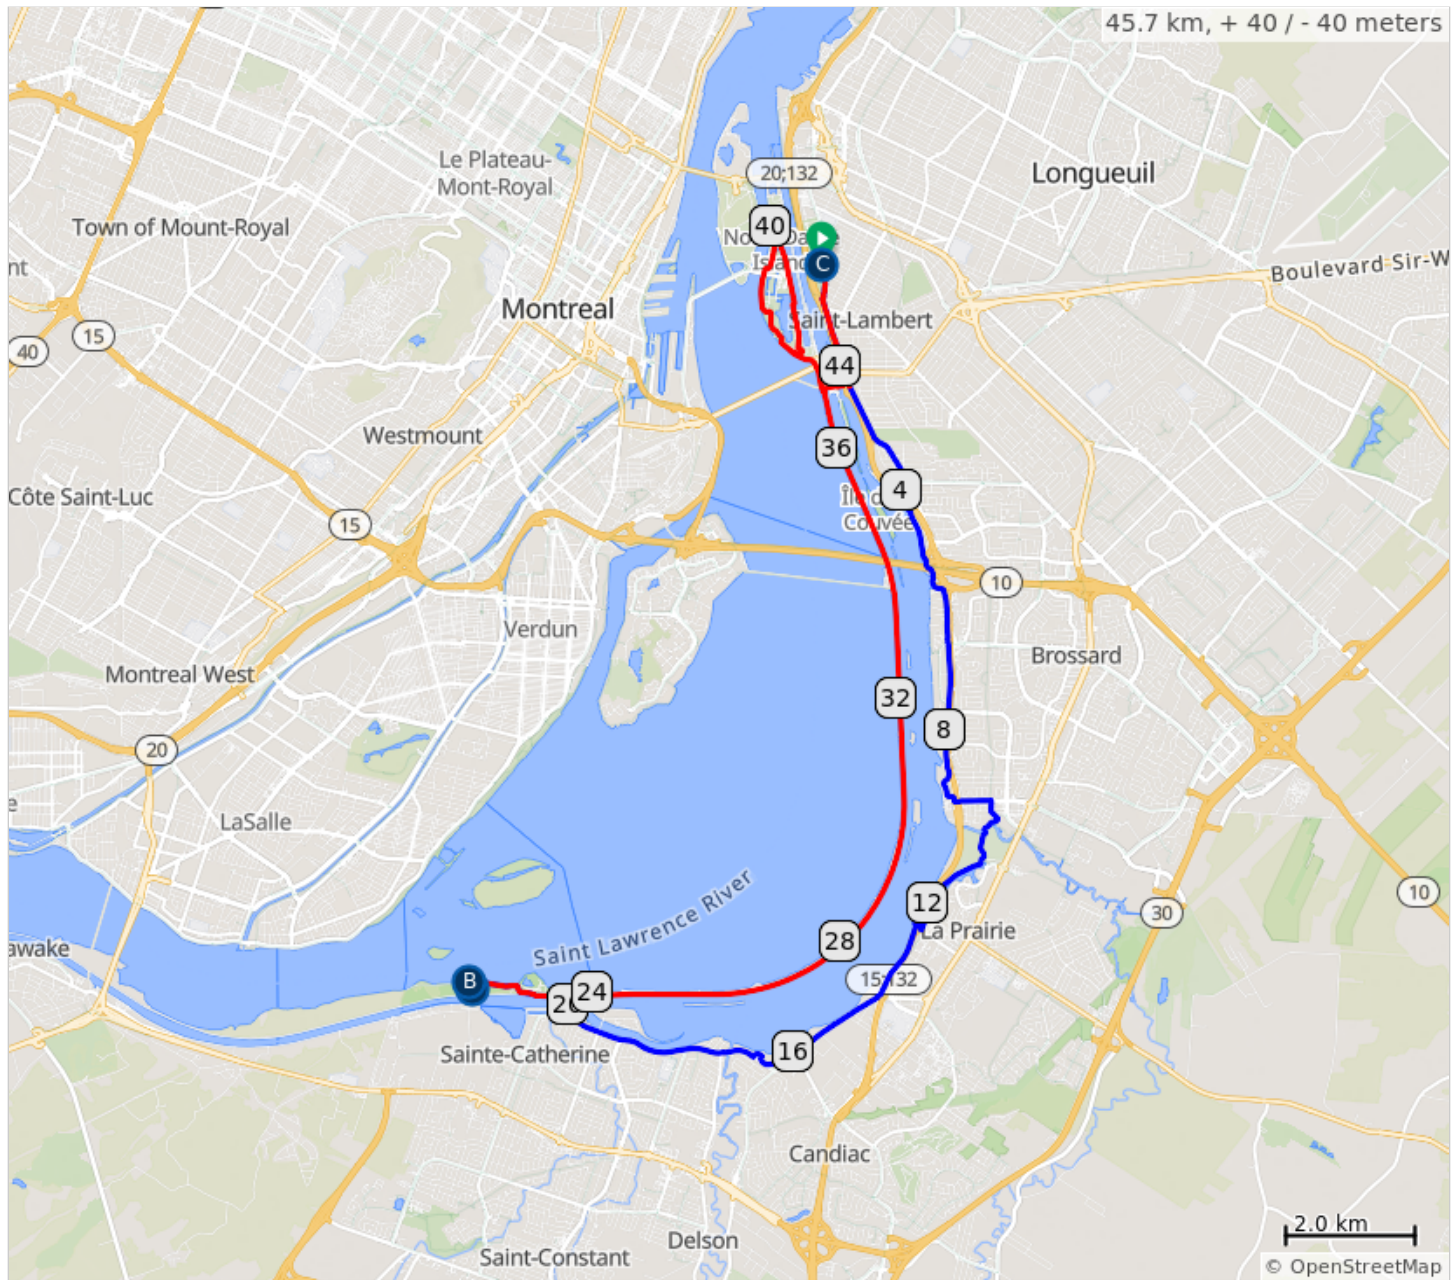 45.7 km, + 40 / - 40 meters
Le Plateau-
Mont-Royal
20;132
Longueuil
Town of Mount-Royal
40
C
nt
Boulevard Sir-W
Montreal
Saint-Lambert
15
40
44
Westmount
36
Côte Saint-Luc
4
15
Couvée
10
Verdun
Brossard
Montreal West
32
8
20
LaSalle
Saint Lawrence River
12
10
30
La Prairie
awake
28
15;132
B
24
Sainte-Catherine
16
Candiac
Delson
Saint-Constant
2.0 km
© OpenStreetMap